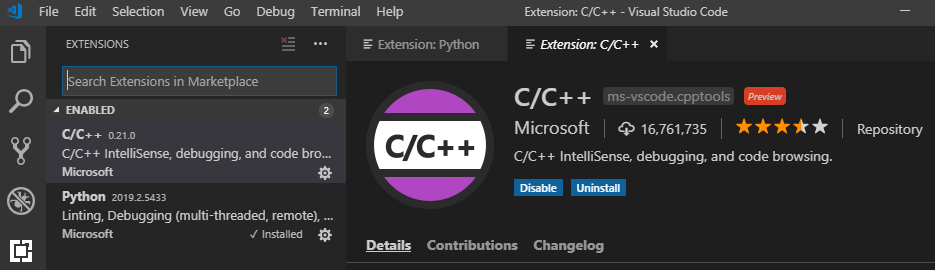 File Edit Selection View Go Debug Terminal Help Extension: C/C++ - Visual Studio Code
EXTENSIONS
Extension: Python
Extension: C/C++
Search Extensions in Marketplace
ENABLED 2
C/C++ 0.21.0
C/C++ IntelliSense, debugging, and code bro...
Microsoft
Python 2019.2.5433
Linting, Debugging (multi-threaded, remote), ...
Microsoft ✓ Installed
C/C++
C/C++ ms-vscode.cpptools Preview
Microsoft 16,761,735 Repository
C/C++ IntelliSense, debugging, and code browsing.
Disable Uninstall
Details Contributions Changelog